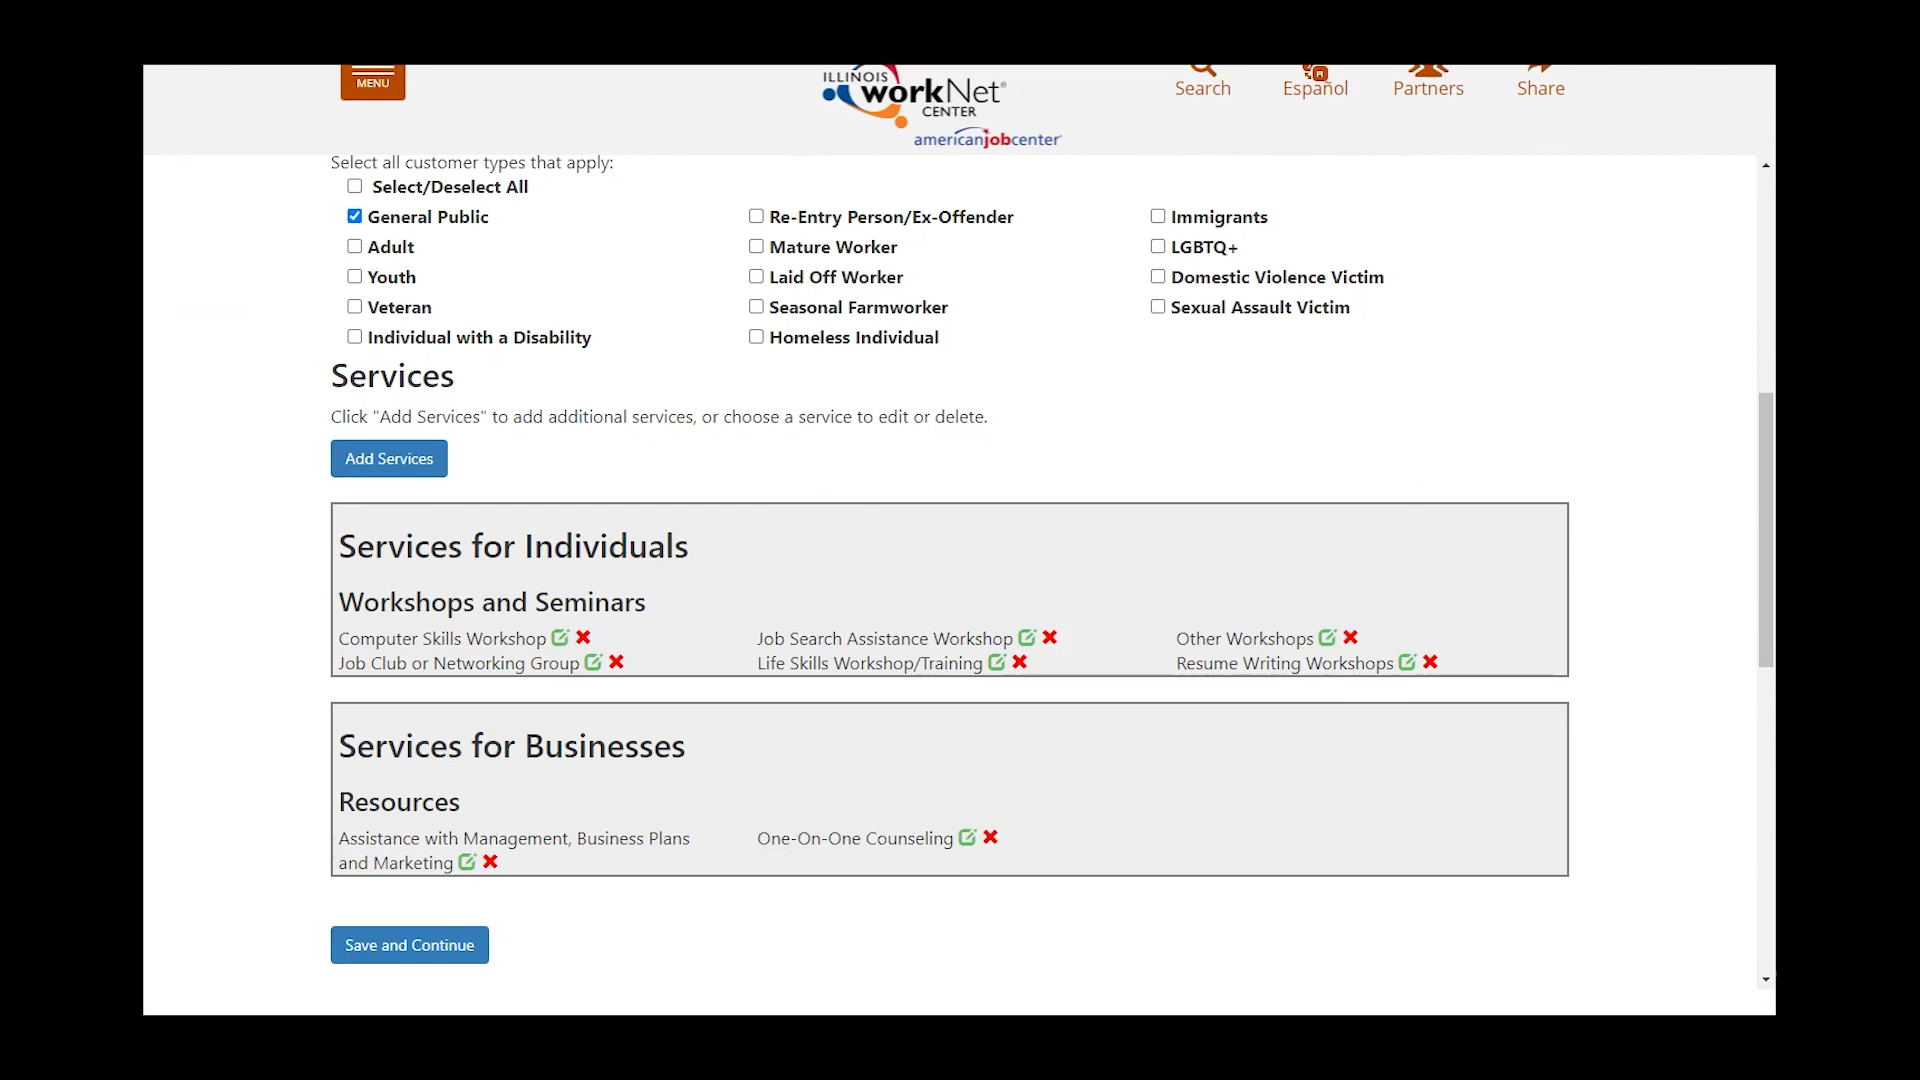 MENU
ILLINOIS
workNet®
CENTER
americanjobcenter®
Search
Español
Partners
Share
Select all customer types that apply:
Select/Deselect All
General Public
Re-Entry Person/Ex-Offender
Immigrants
Adult
Mature Worker
LGBTQ+
Youth
Laid Off Worker
Domestic Violence Victim
Veteran
Seasonal Farmworker
Sexual Assault Victim
Individual with a Disability
Homeless Individual
Services
Click "Add Services" to add additional services, or choose a service to edit or delete.
Add Services
Services for Individuals
Workshops and Seminars
Computer Skills Workshop
Job Search Assistance Workshop
Other Workshops
Job Club or Networking Group
Life Skills Workshop/Training
Resume Writing Workshops
Services for Businesses
Resources
Assistance with Management, Business Plans
and Marketing
One-On-One Counseling
Save and Continue